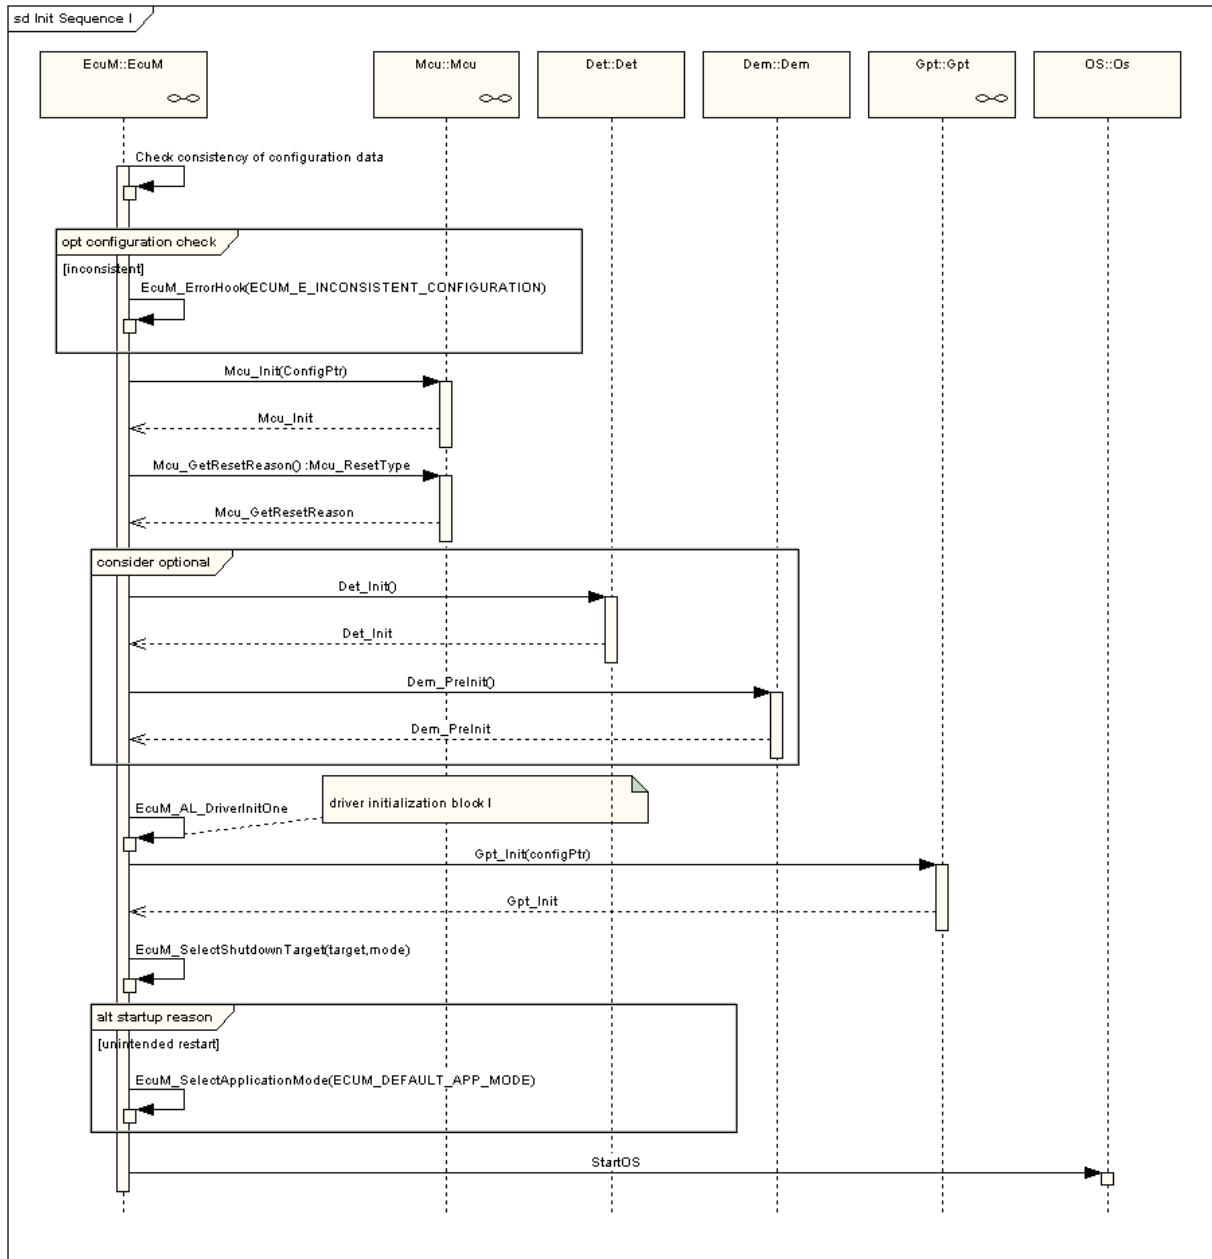 sd Init Sequence I
EcuM::EcuM
Mcu::Mcu
Det::Det
Dem::Dem
Gpt::Gpt
OS::Os
Check consistency of configuration data
opt configuration check
[inconsistent]
EcuM_ErrorHook(ECUM_E_INCONSISTENT_CONFIGURATION)
Mcu_Init(ConfigPtr)
Mcu_Init
Mcu_GetResetReason() :Mcu_ResetType
Mcu_GetResetReason
consider optional
Det_Init()
Det_Init
Dem_PreInit()
Dem_PreInit
driver initialization block I
EcuM_AL_DriverInitOne
Gpt_Init(configPtr)
Gpt_Init
EcuM_SelectShutdownTarget(target,mode)
alt startup reason
[unintended restart]
EcuM_SelectApplicationMode(ECUM_DEFAULT_APP_MODE)
StartOS